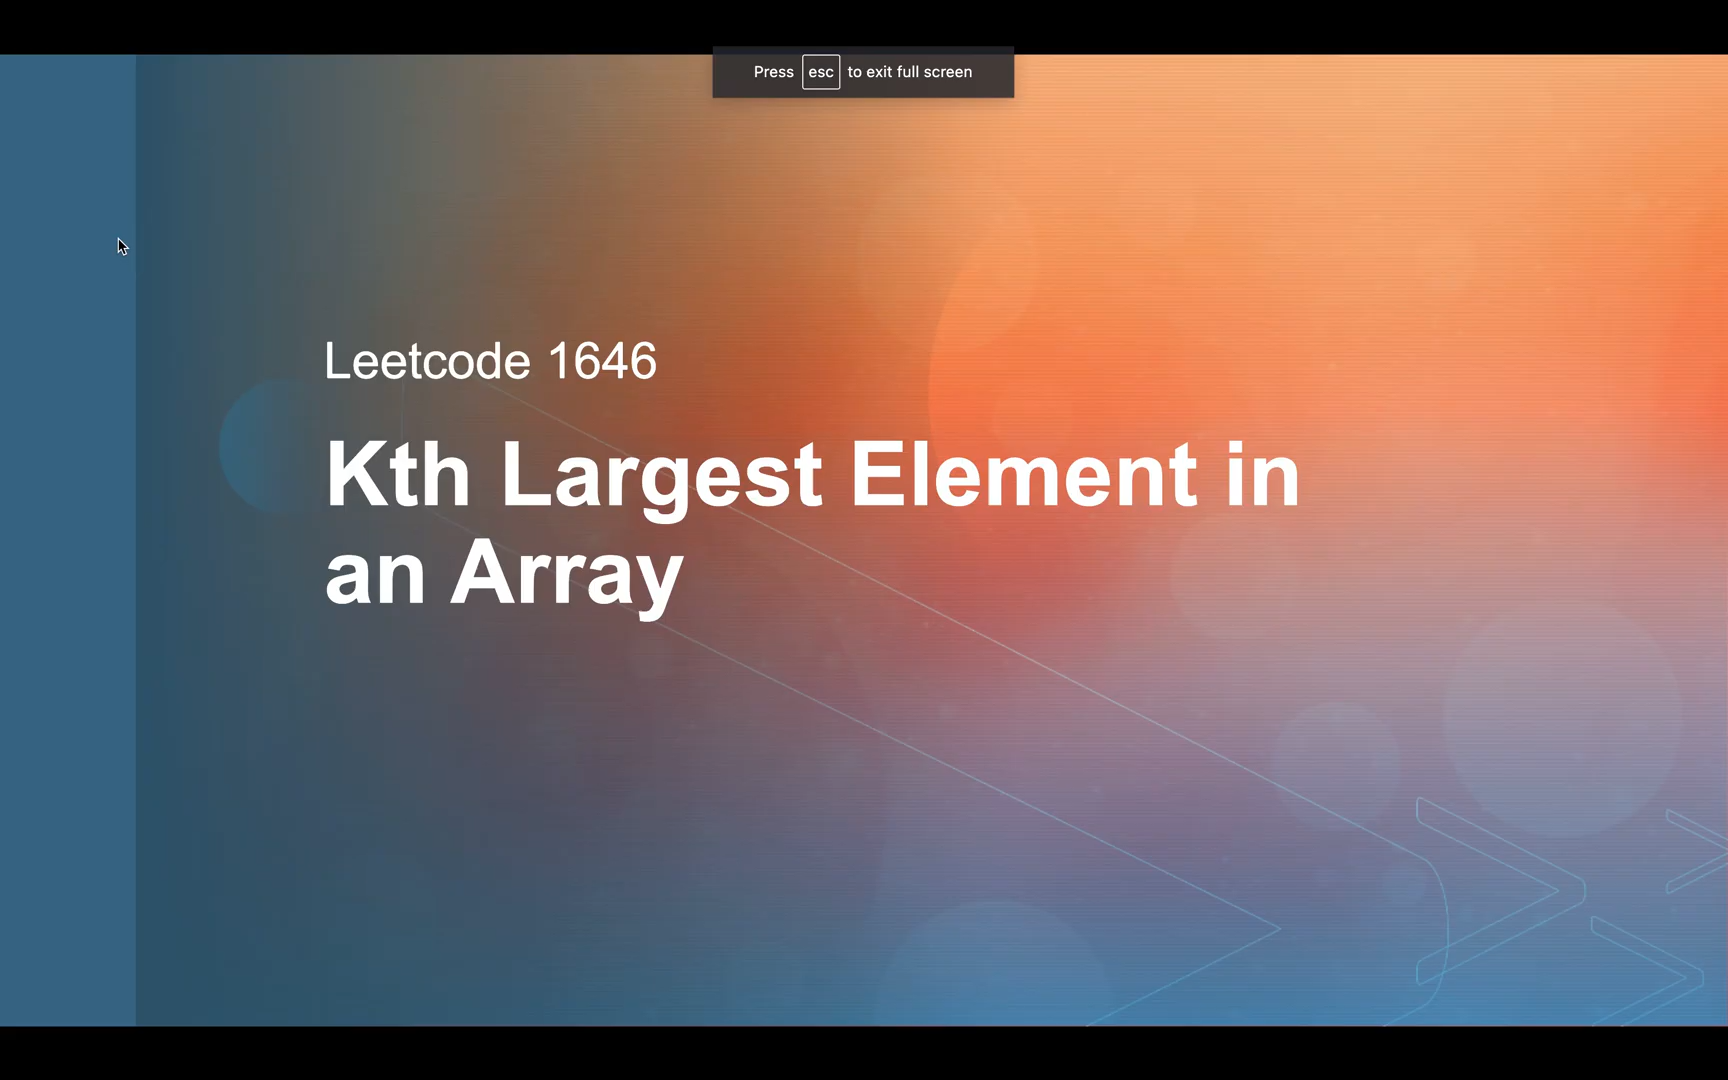 Press esc to exit full screen
Leetcode 1646
Kth Largest Element in
an Array